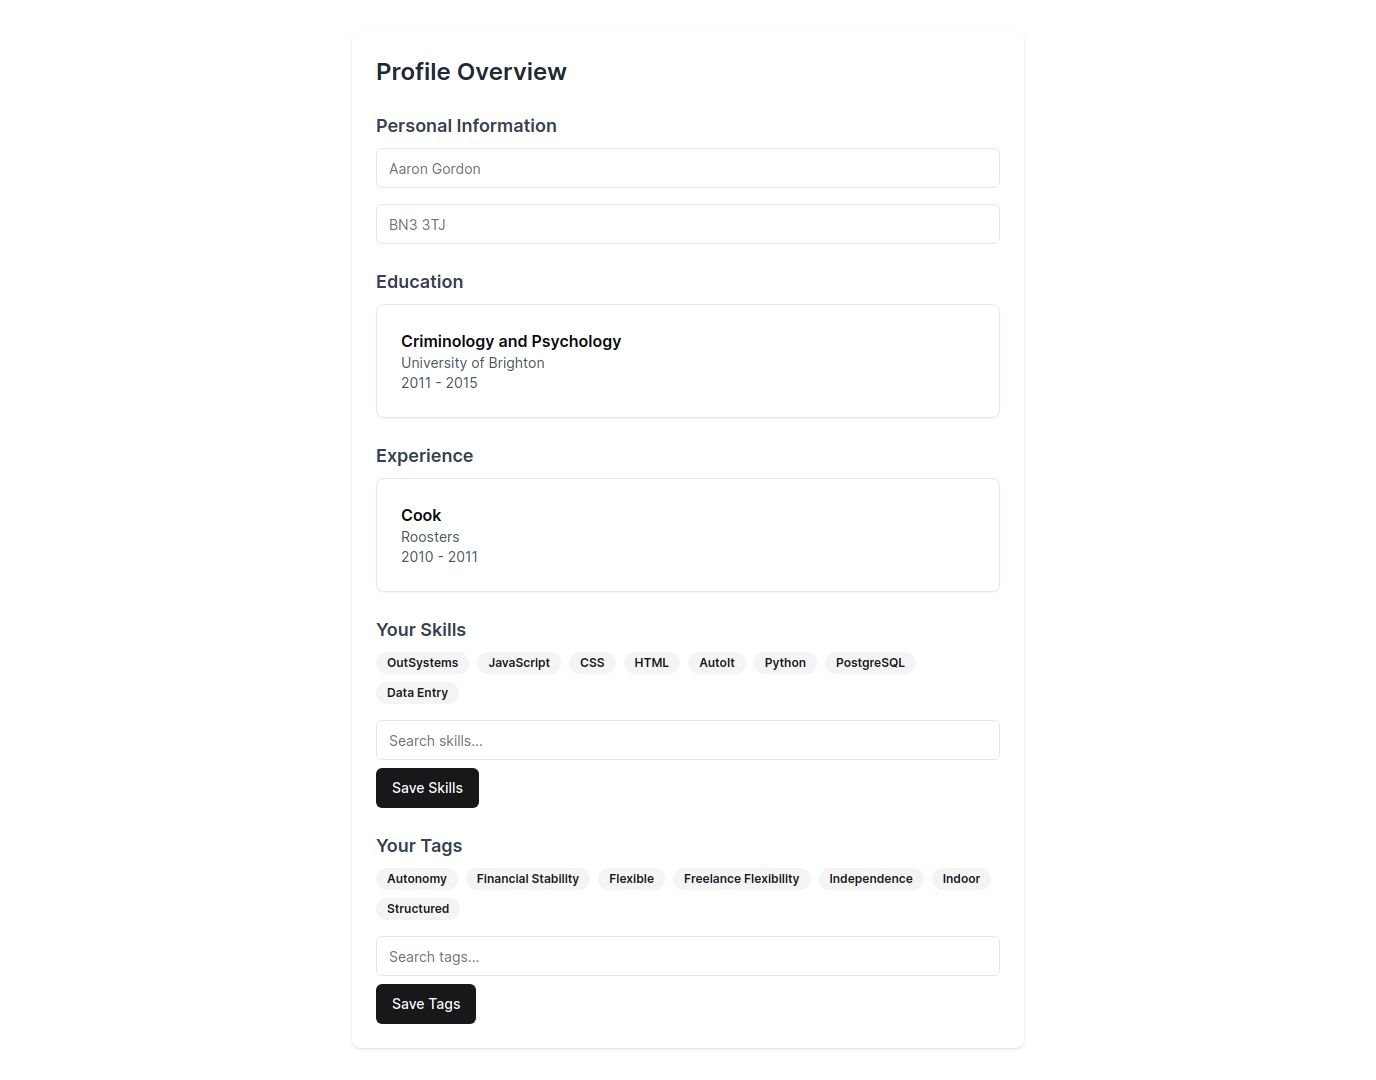 Profile Overview
Personal Information
Aaron Gordon
BN3 3TJ
Education
Criminology and Psychology
University of Brighton
2011 - 2015
Experience
Cook
Roosters
2010 - 2011
Your Skills
OutSystems JavaScript CSS HTML AutoIt Python PostgreSQL
Data Entry
Search skills...
Save Skills
Your Tags
Autonomy Financial Stability Flexible Freelance Flexibility Independence Indoor
Structured
Search tags...
Save Tags